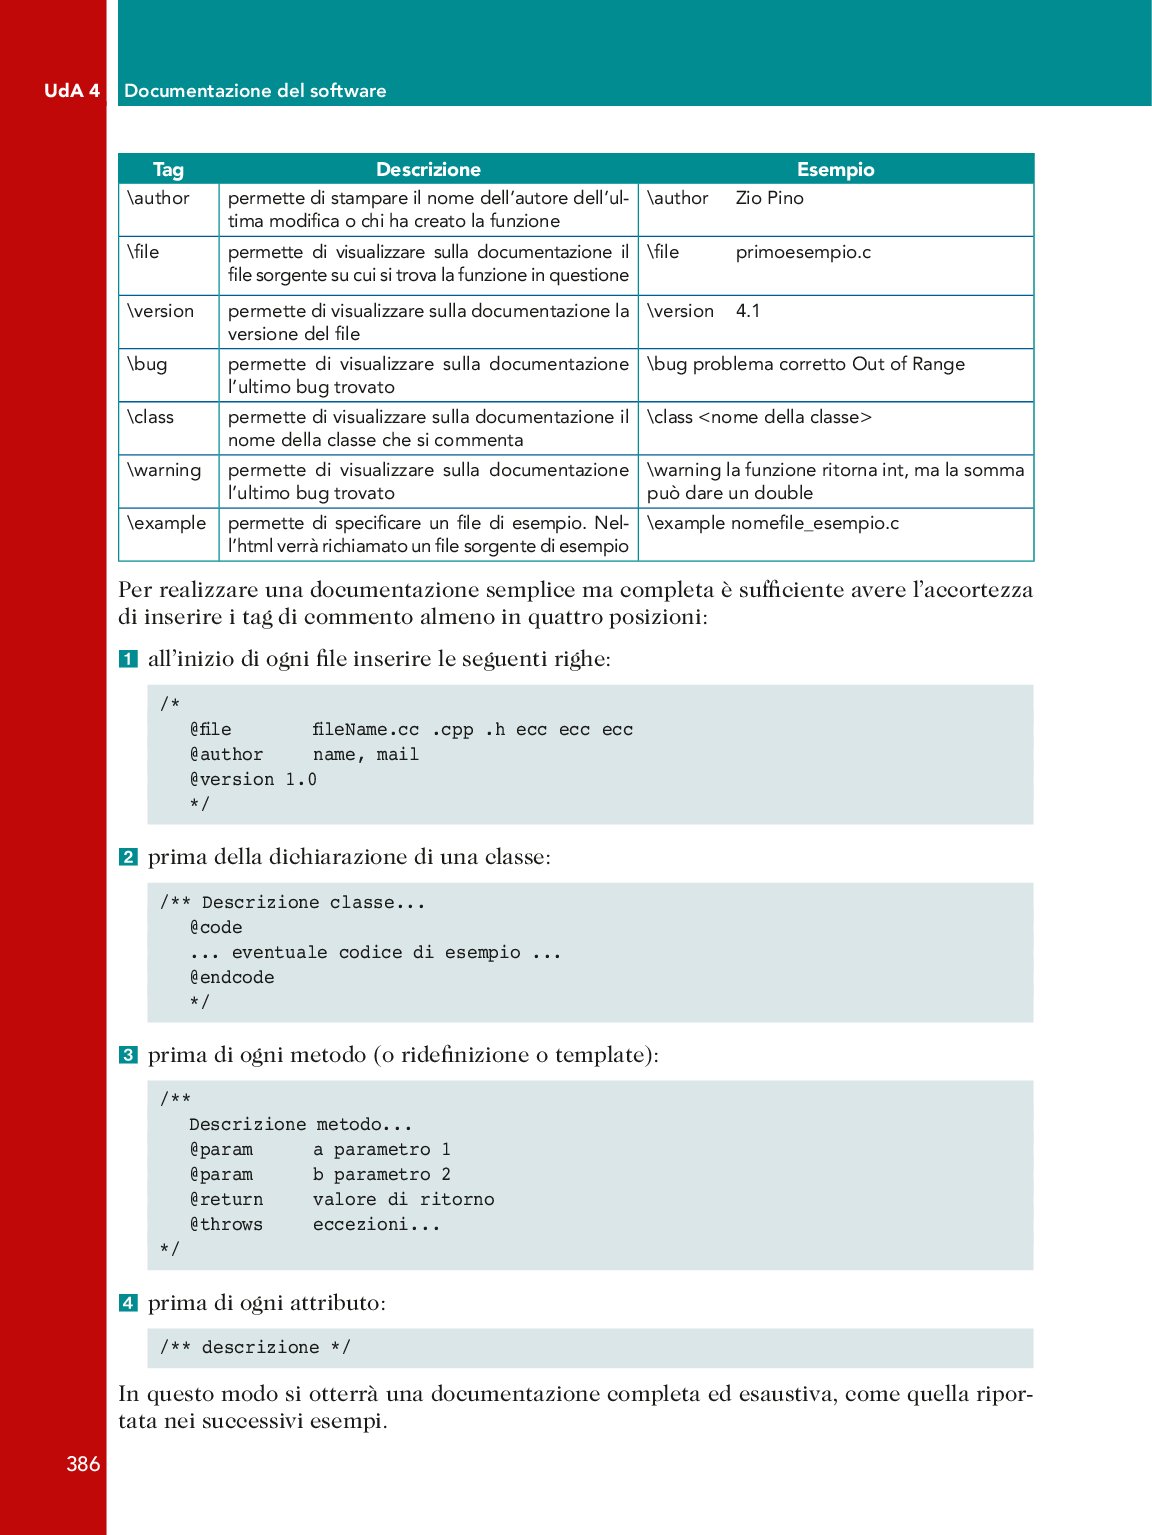 UdA 4 Documentazione del software
Tag Descrizione Esempio
\author permette di stampare il nome dell'autore dell'ul- \author Zio Pino
tima modifica o chi ha creato la funzione
\file permette di visualizzare sulla documentazione il \file primoesempio.c
file sorgente su cui si trova la funzione in questione
\version permette di visualizzare sulla documentazione la \version 4.1
versione del file
\bug permette di visualizzare sulla documentazione \bug problema corretto Out of Range
l'ultimo bug trovato
\class permette di visualizzare sulla documentazione il \class <nome della classe>
nome della classe che si commenta
\warning permette di visualizzare sulla documentazione \warning la funzione ritorna int, ma la somma
l'ultimo bug trovato può dare un double
\example permette di specificare un file di esempio. Nel- \example nomefile_esempio.c
l'html verrà richiamato un file sorgente di esempio
Per realizzare una documentazione semplice ma completa è sufficiente avere l'accortezza
di inserire i tag di commento almeno in quattro posizioni:
1 all'inizio di ogni file inserire le seguenti righe:
/*
@file fileName.cc .cpp .h ecc ecc ecc
@author name, mail
@version 1.0
*/
2 prima della dichiarazione di una classe:
/** Descrizione classe...
@code
... eventuale codice di esempio ...
@endcode
*/
3 prima di ogni metodo (o ridefinizione o template):
/**
Descrizione metodo...
@param a parametro 1
@param b parametro 2
@return valore di ritorno
@throws eccezioni...
*/
4 prima di ogni attributo:
/** descrizione */
In questo modo si otterrà una documentazione completa ed esaustiva, come quella ripor-
tata nei successivi esempi.
386